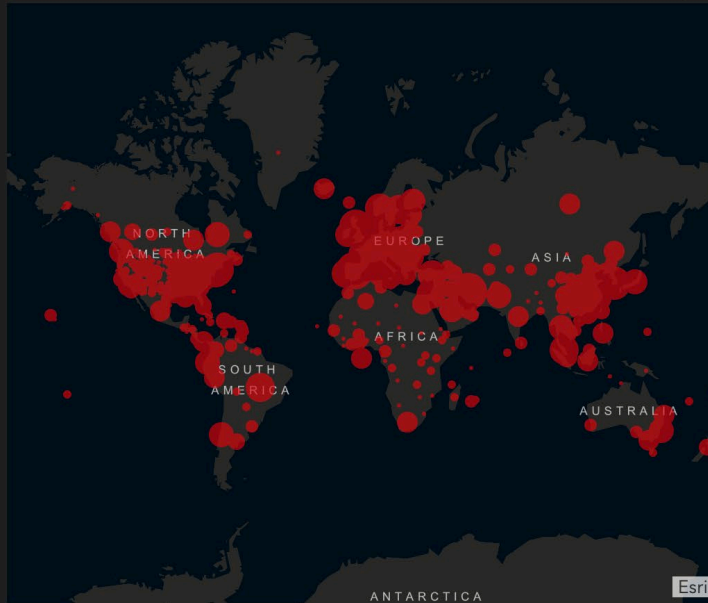 NORTH
AMERICA
EUROPE
ASIA
AFRICA
SOUTH
AMERICA
AUSTRALIA
ANTARCTICA
Esri